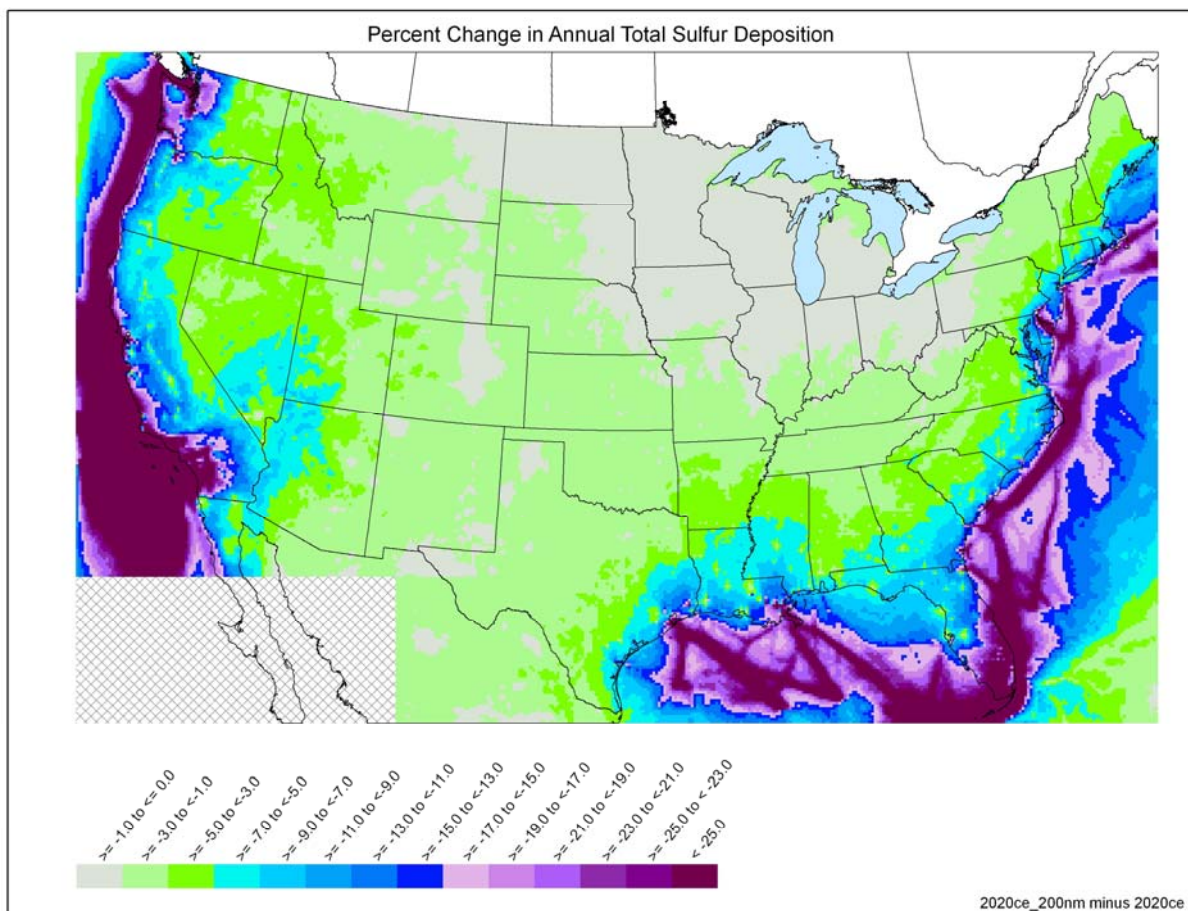 Percent Change in Annual Total Sulfur Deposition
>= -1.0 to <= 0.0
>= -3.0 to <-1.0
>= -5.0 to <-3.0
>= -7.0 to <-5.0
>= -9.0 to <-7.0
>= -11.0 to <-9.0
>= -13.0 to <-11.0
>= -15.0 to <-13.0
>= -17.0 to <-15.0
>= -19.0 to <-17.0
>= -21.0 to <-19.0
>= -23.0 to <-21.0
>= -25.0 to < -23.0
< -25.0
2020ce_200nm minus 2020ce